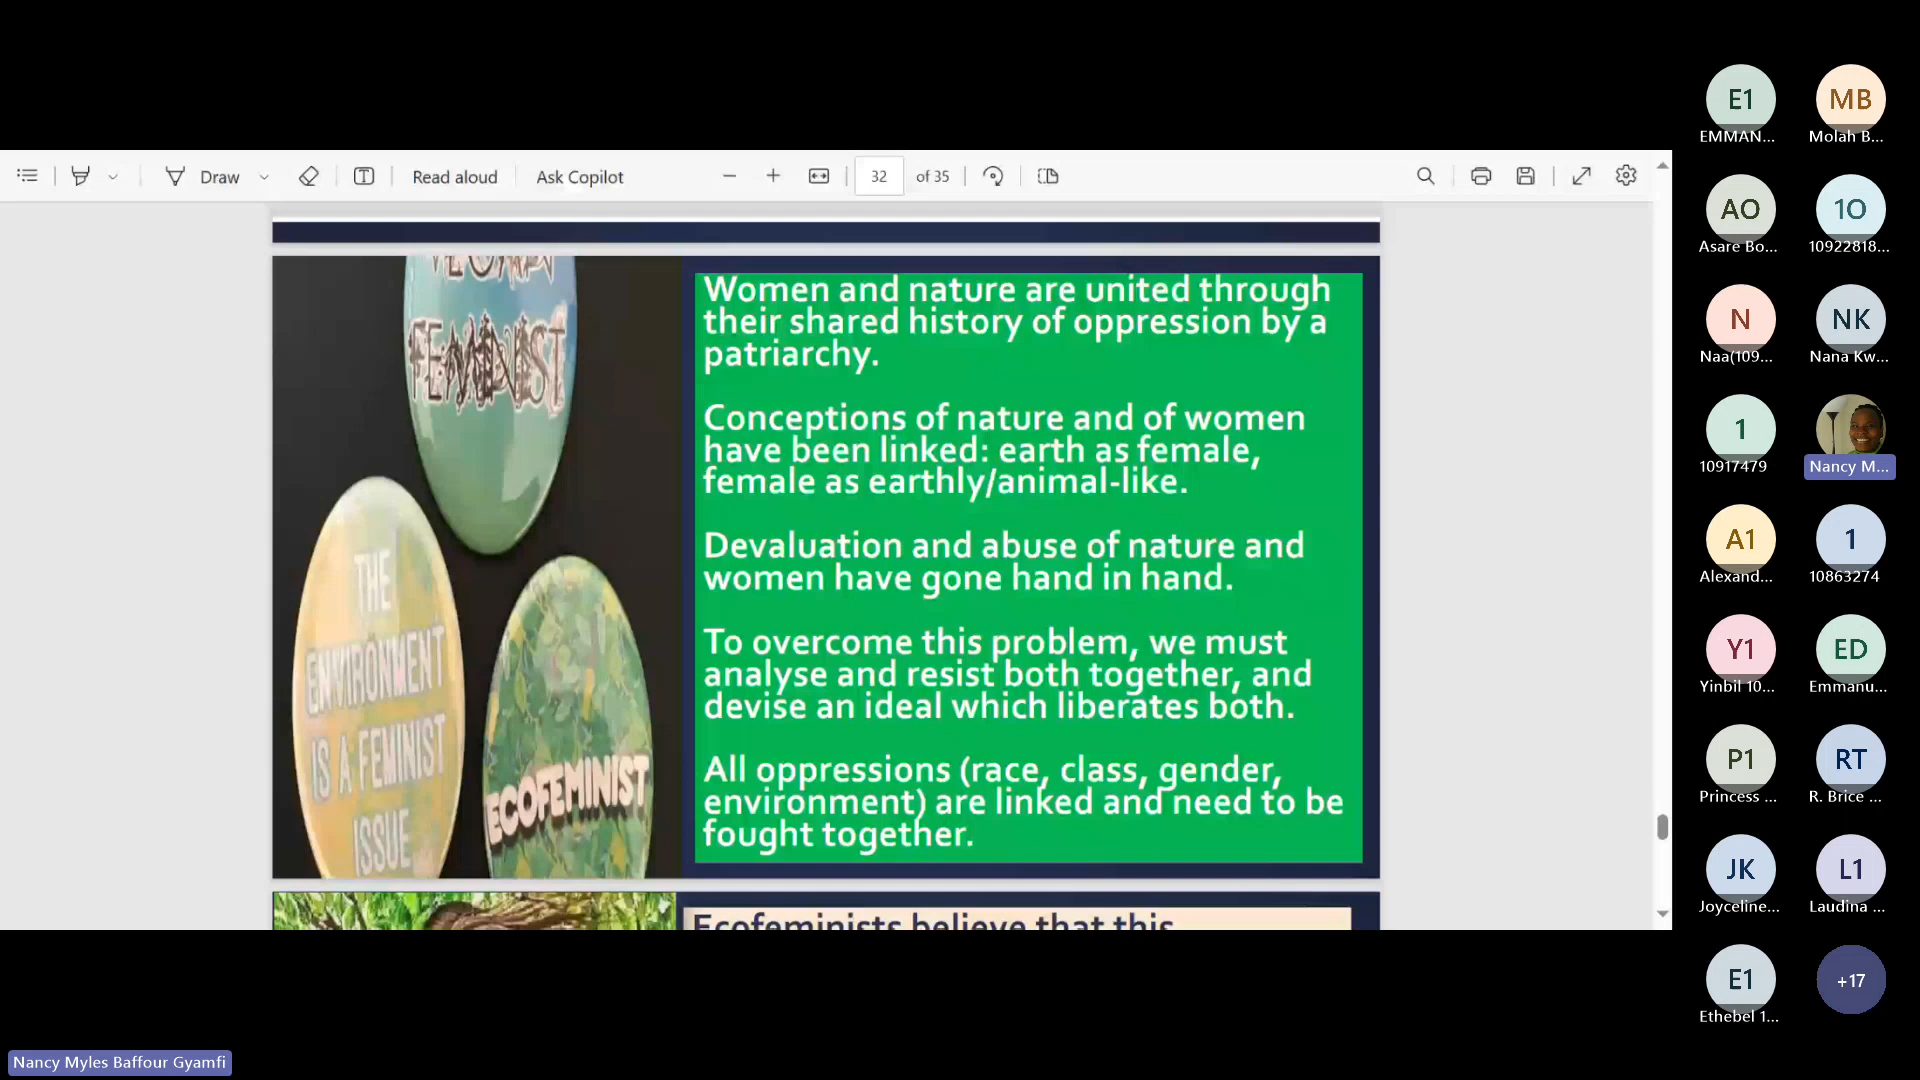 Draw
Read aloud
Ask Copilot
32
of 35
FEMINIST
THE
ENVIRONMENT
IS A FEMINIST
ISSUE
ECOFEMINIST
Women and nature are united through
their shared history of oppression by a
patriarchy.
Conceptions of nature and of women
have been linked: earth as female,
female as earthly/animal-like.
Devaluation and abuse of nature and
women have gone hand in hand.
To overcome this problem, we must
analyse and resist both together, and
devise an ideal which liberates both.
All oppressions (race, class, gender,
environment) are linked and need to be
fought together.
Ecofeminists believe that this
E1
EMMAN...
MB
Molah B...
AO
Asare Bo...
1O
10922818...
N
Naa(109...
NK
Nana Kw...
1
10917479
Nancy M...
A1
Alexand...
1
10863274
Y1
Yinbil 10...
ED
Emmanu...
P1
Princess ...
RT
R. Brice ...
JK
Joyceline...
L1
Laudina ...
E1
Ethebel 1...
+17
Nancy Myles Baffour Gyamfi